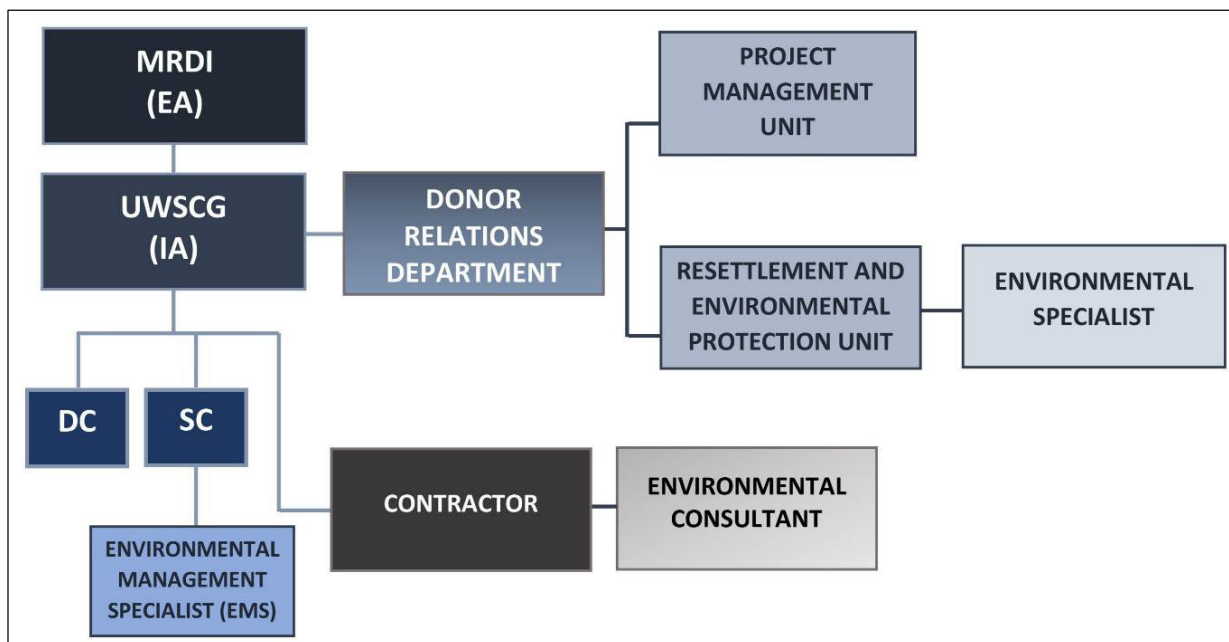 MRDI
(EA)
PROJECT
MANAGEMENT
UNIT
UWSCG
(IA)
DONOR
RELATIONS
DEPARTMENT
RESETTLEMENT AND
ENVIRONMENTAL
PROTECTION UNIT
ENVIRONMENTAL
SPECIALIST
DC
SC
CONTRACTOR
ENVIRONMENTAL
CONSULTANT
ENVIRONMENTAL
MANAGEMENT
SPECIALIST (EMS)